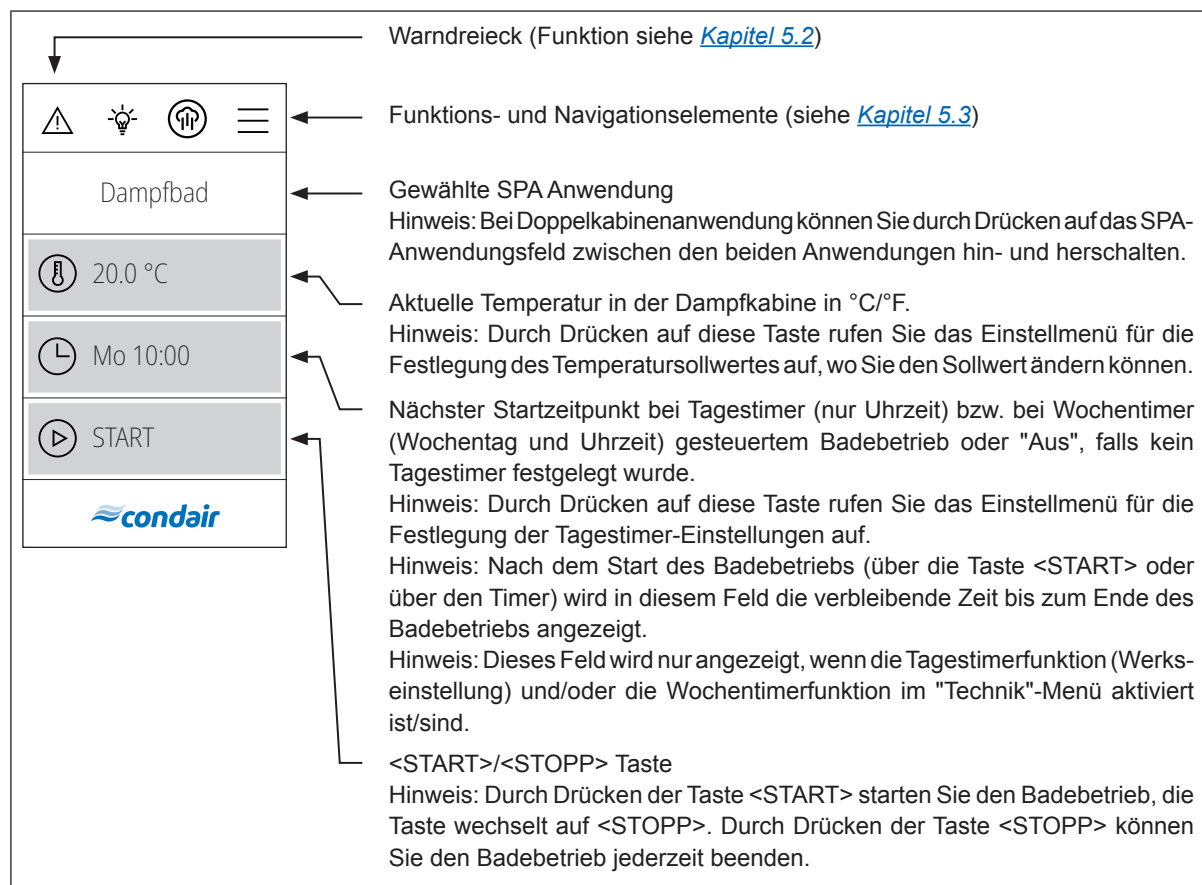 Warndreieck (Funktion siehe Kapitel 5.2)
Funktions- und Navigationselemente (siehe Kapitel 5.3)
Dampfbad
Gewählte SPA Anwendung
Hinweis: Bei Doppelkabinenanwendung können Sie durch Drücken auf das SPA-
Anwendungsfeld zwischen den beiden Anwendungen hin- und herschalten.
20.0 °C
Aktuelle Temperatur in der Dampfkabine in °C/°F.
Hinweis: Durch Drücken auf diese Taste rufen Sie das Einstellmenü für die
Festlegung des Temperatursollwertes auf, wo Sie den Sollwert ändern können.
Mo 10:00
Nächster Startzeitpunkt bei Tagestimer (nur Uhrzeit) bzw. bei Wochentimer
(Wochentag und Uhrzeit) gesteuertem Badebetrieb oder "Aus", falls kein
Tagestimer festgelegt wurde.
Hinweis: Durch Drücken auf diese Taste rufen Sie das Einstellmenü für die
Festlegung der Tagestimer-Einstellungen auf.
Hinweis: Nach dem Start des Badebetriebs (über die Taste <START> oder
über den Timer) wird in diesem Feld die verbleibende Zeit bis zum Ende des
Badebetriebs angezeigt.
Hinweis: Dieses Feld wird nur angezeigt, wenn die Tagestimerfunktion (Werks-
einstellung) und/oder die Wochentimerfunktion im "Technik"-Menü aktiviert
ist/sind.
START
<START>/<STOPP> Taste
Hinweis: Durch Drücken der Taste <START> starten Sie den Badebetrieb, die
Taste wechselt auf <STOPP>. Durch Drücken der Taste <STOPP> können
Sie den Badebetrieb jederzeit beenden.
condair